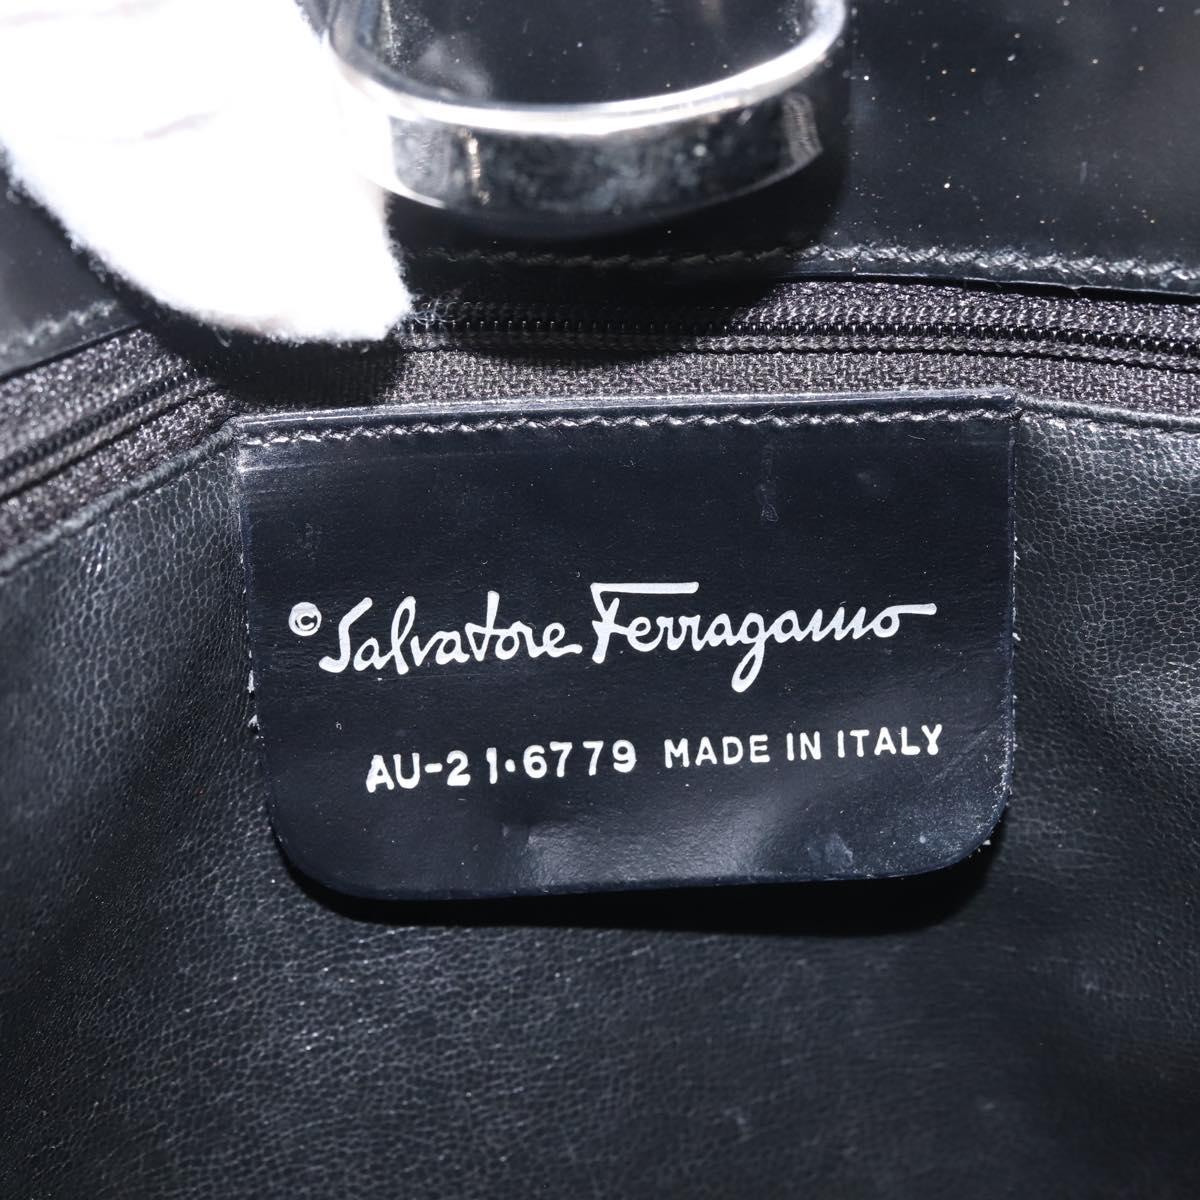 © Salvatore Ferragamo
AU-21·6779 MADE IN ITALY